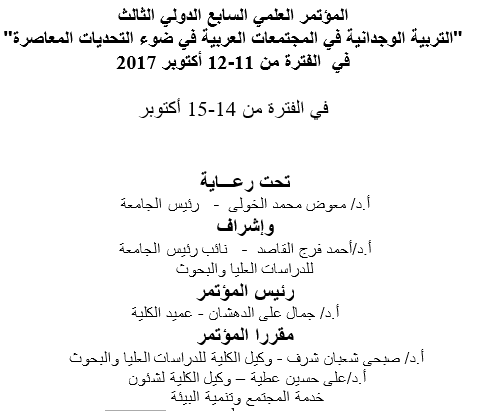 المؤتمر العلمي السابع الدولي الثالث
"التربية الوجدانية في المجتمعات العربية في ضوء التحديات المعاصرة"
في الفترة من 11-12 أكتوبر 2017
في الفترة من 14-15 أكتوبر
تحت رعـــاية
أ.د/ معوض محمد الخولى - رئيس الجامعة
وإشراف
أ.د/أحمد فرج القاصد - نائب رئيس الجامعة
للدراسات العليا والبحوث
رئيس المؤتمر
أ.د/ جمال على الدهشان - عميد الكلية
مقررا المؤتمر
أ.د/ صبحى شعبان شرف - وكيل الكلية للدراسات العليا والبحوث
أ.د/على حسين عطية – وكيل الكلية لشئون
خدمة المجتمع وتنمية البيئة